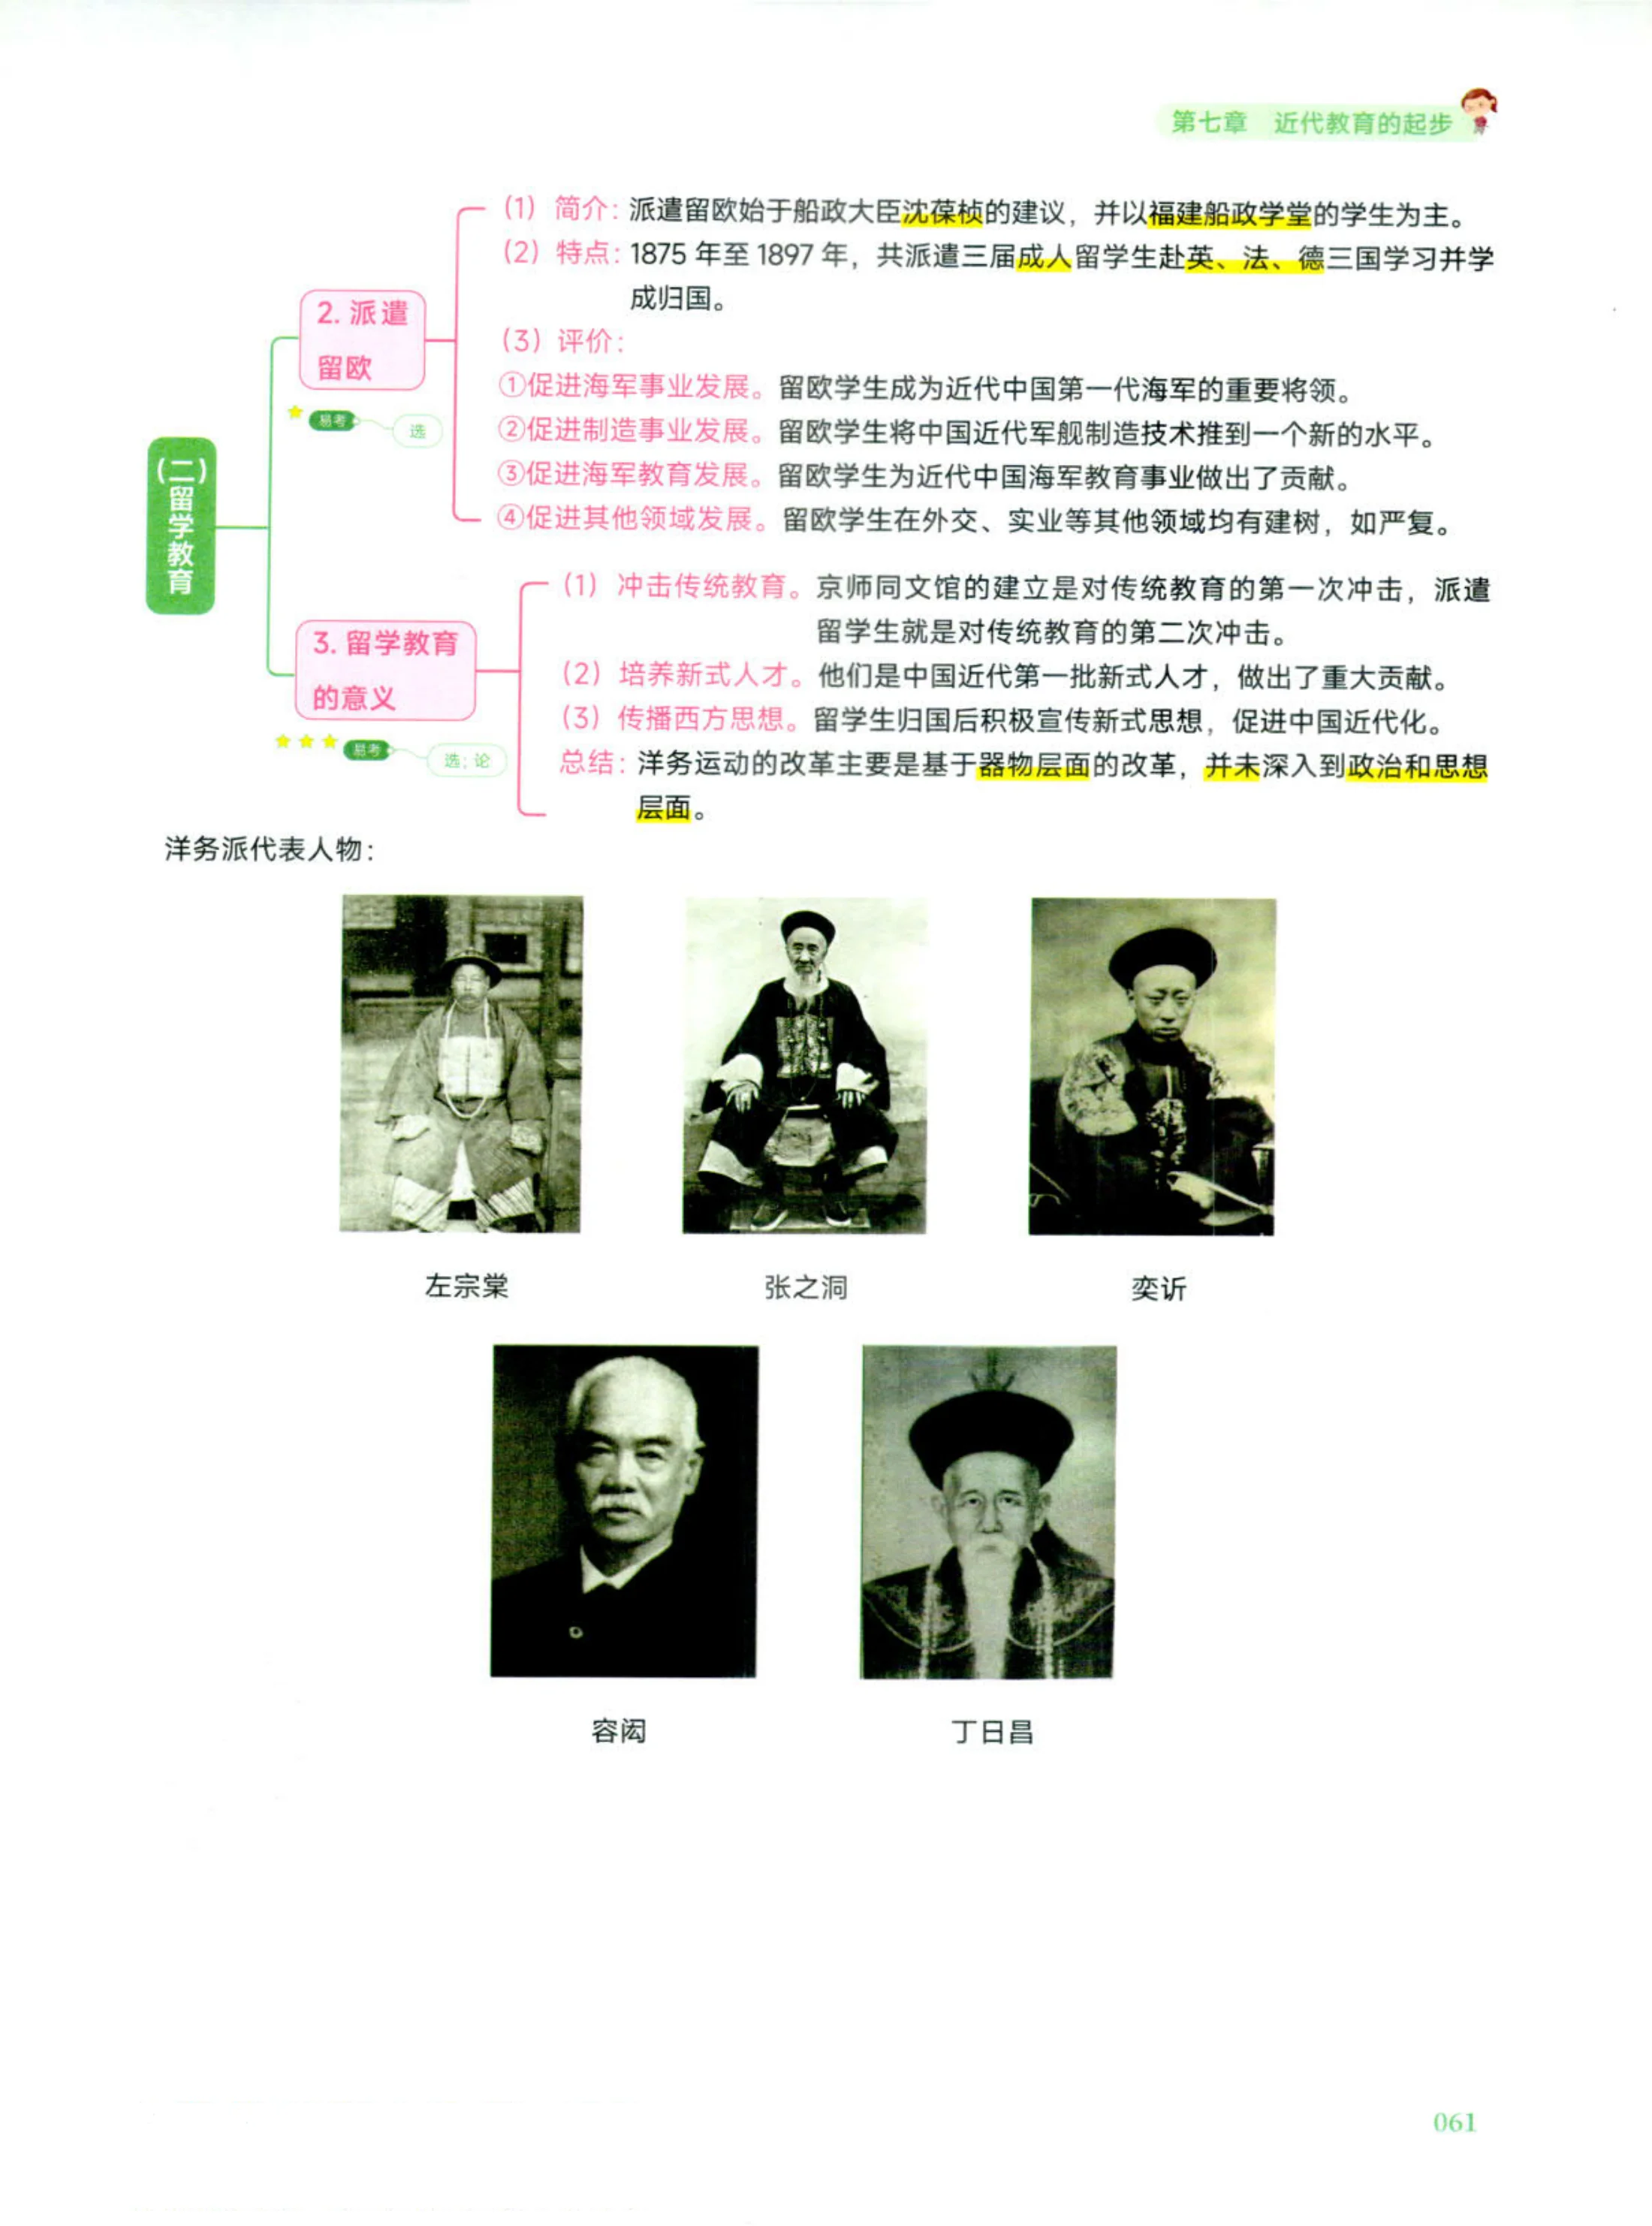 第七章 近代教育的起步
(二)留学教育
2. 派遣
留欧
易考
选
(1) 简介：派遣留欧始于船政大臣沈葆桢的建议，并以福建船政学堂的学生为主。
(2) 特点：1875 年至 1897 年，共派遣三届成人留学生赴英、法、德三国学习并学
成归国。
(3) 评价：
①促进海军事业发展。留欧学生成为近代中国第一代海军的重要将领。
②促进制造事业发展。留欧学生将中国近代军舰制造技术推到一个新的水平。
③促进海军教育发展。留欧学生为近代中国海军教育事业做出了贡献。
④促进其他领域发展。留欧学生在外交、实业等其他领域均有建树，如严复。
3. 留学教育
的意义
易考
选；论
(1) 冲击传统教育。京师同文馆的建立是对传统教育的第一次冲击，派遣
留学生就是对传统教育的第二次冲击。
(2) 培养新式人才。他们是中国近代第一批新式人才，做出了重大贡献。
(3) 传播西方思想。留学生归国后积极宣传新式思想，促进中国近代化。
总结：洋务运动的改革主要是基于器物层面的改革，并未深入到政治和思想
层面。
洋务派代表人物：
左宗棠
张之洞
奕䜣
容闳
丁日昌
061